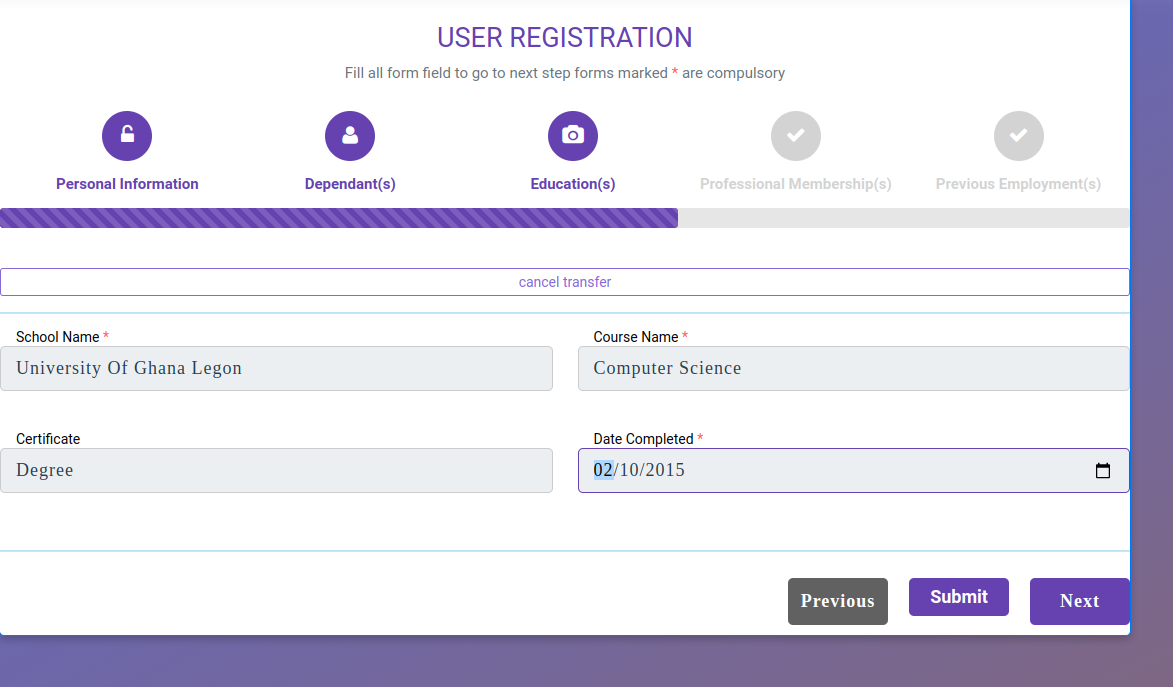 USER REGISTRATION
Fill all form field to go to next step forms marked * are compulsory
Personal Information Dependant(s) Education(s) Professional Membership(s) Previous Employment(s)
cancel transfer
School Name * Course Name *
University Of Ghana Legon Computer Science
Certificate Date Completed *
Degree 02/10/2015
Previous Submit Next